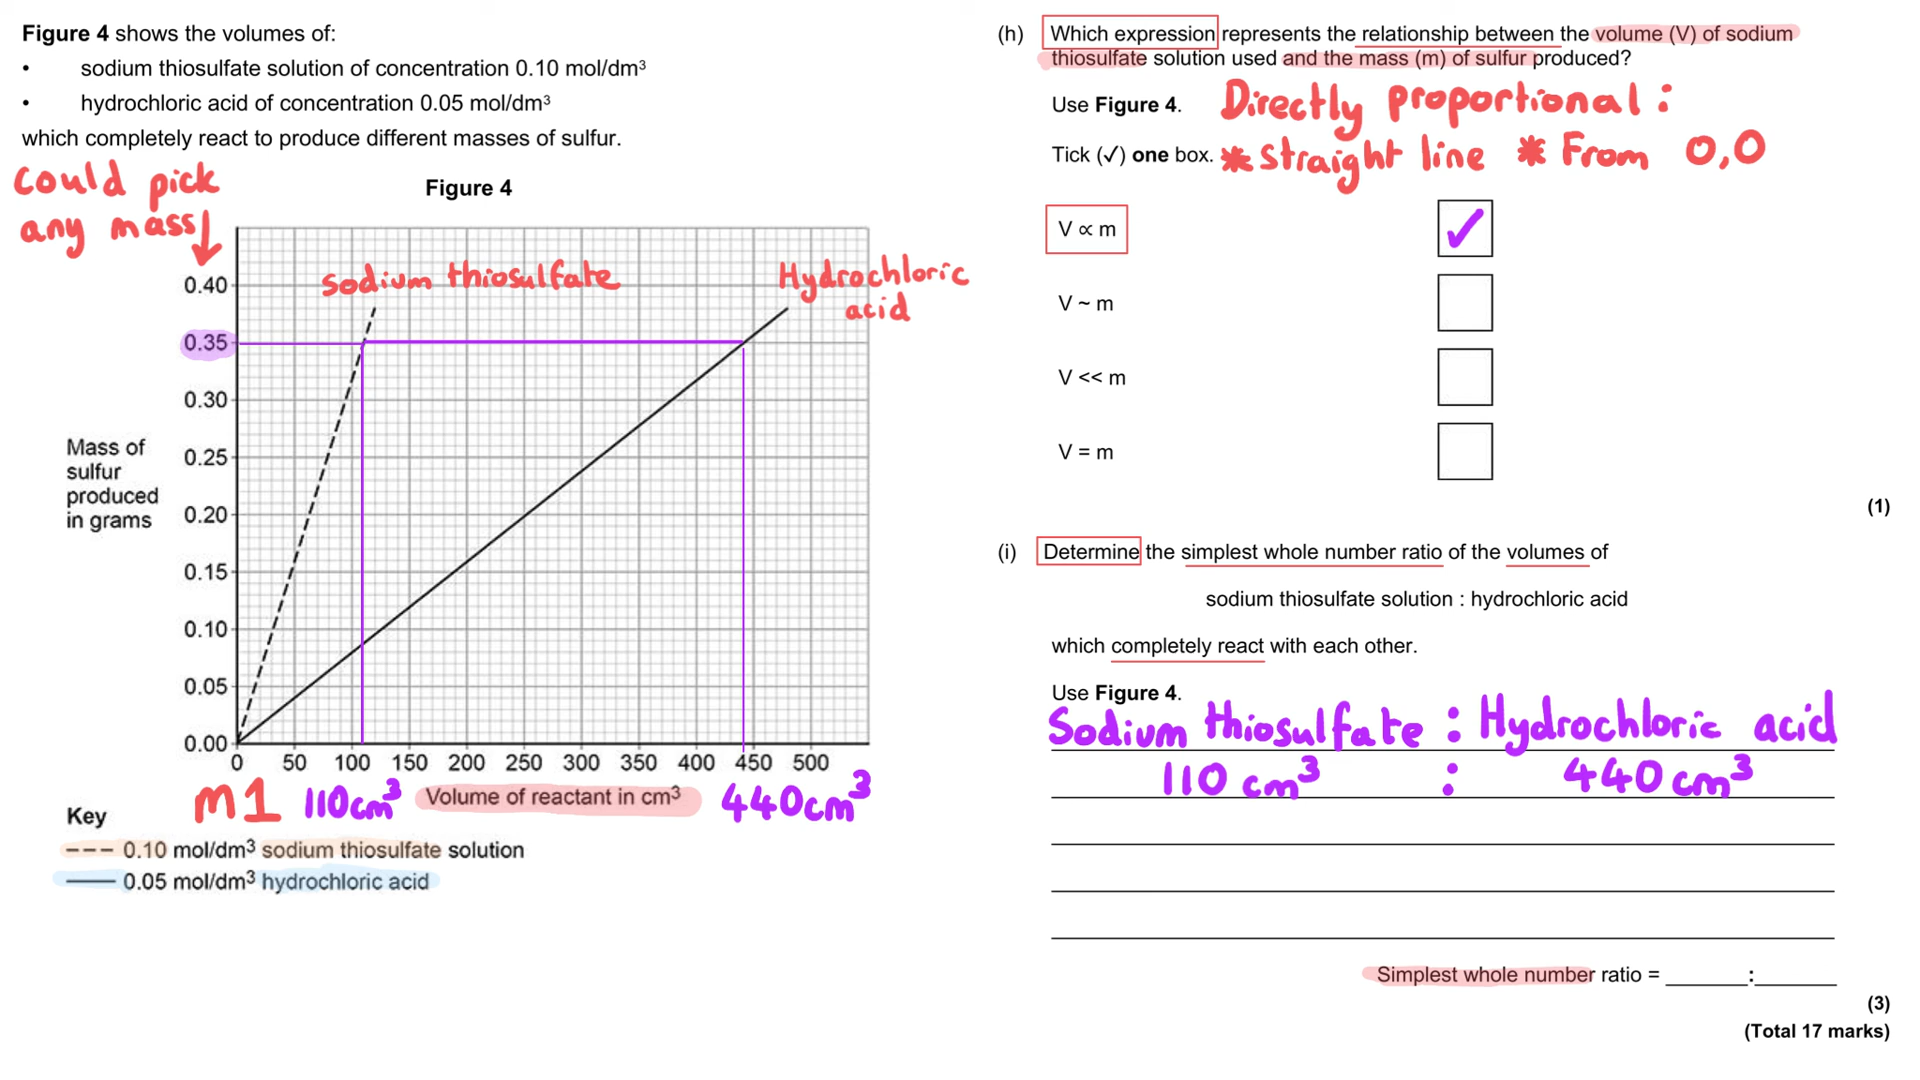 Figure 4 shows the volumes of:
• sodium thiosulfate solution of concentration 0.10 mol/dm³
• hydrochloric acid of concentration 0.05 mol/dm³
which completely react to produce different masses of sulfur.
could pick
any mass
Figure 4
sodium thiosulfate
Hydrochloric
acid
0.40
0.35
0.30
0.25
0.20
0.15
0.10
0.05
0.00
Mass of
sulfur
produced
in grams
0 50 100 150 200 250 300 350 400 450 500
M1 110cm³ Volume of reactant in cm³ 440cm³
Key
--- 0.10 mol/dm³ sodium thiosulfate solution
— 0.05 mol/dm³ hydrochloric acid
(h) Which expression represents the relationship between the volume (V) of sodium
thiosulfate solution used and the mass (m) of sulfur produced?
Use Figure 4. Directly proportional:
Tick (✓) one box. * straight line * From 0,0
V ∝ m ✓
V ~ m
V << m
V = m
(1)
(i) Determine the simplest whole number ratio of the volumes of
sodium thiosulfate solution : hydrochloric acid
which completely react with each other.
Use Figure 4.
Sodium thiosulfate : Hydrochloric acid
110 cm³ : 440 cm³
Simplest whole number ratio = ______:______
(3)
(Total 17 marks)